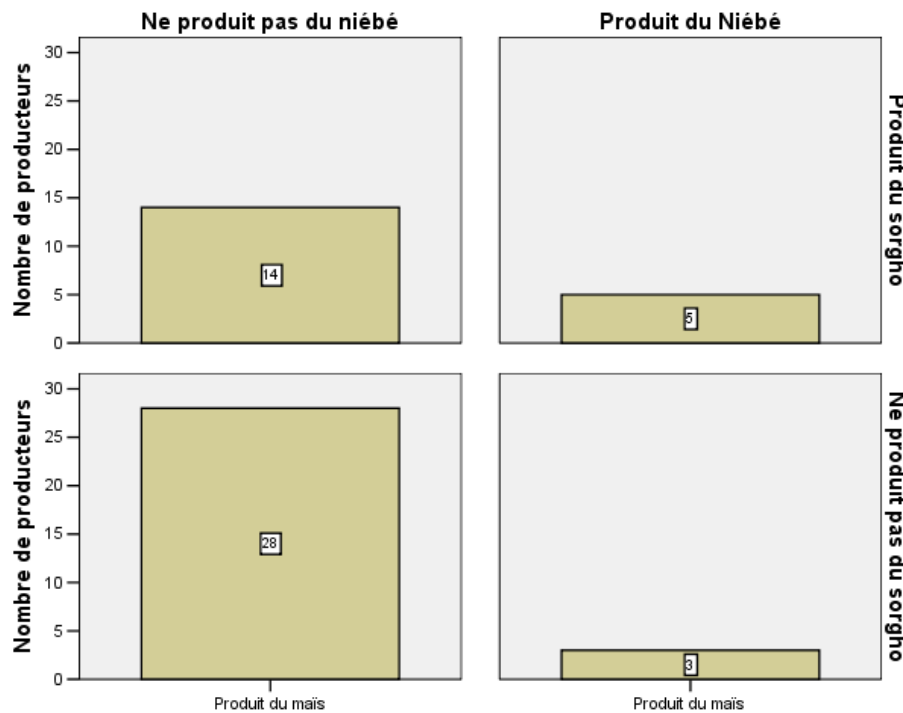 Ne produit pas du niébé
Produit du Niébé
Nombre de producteurs
30
25
20
15
10
5
0
14
5
Produit du sorgho
Nombre de producteurs
30
25
20
15
10
5
0
28
3
Ne produit pas du sorgho
Produit du maïs
Produit du maïs